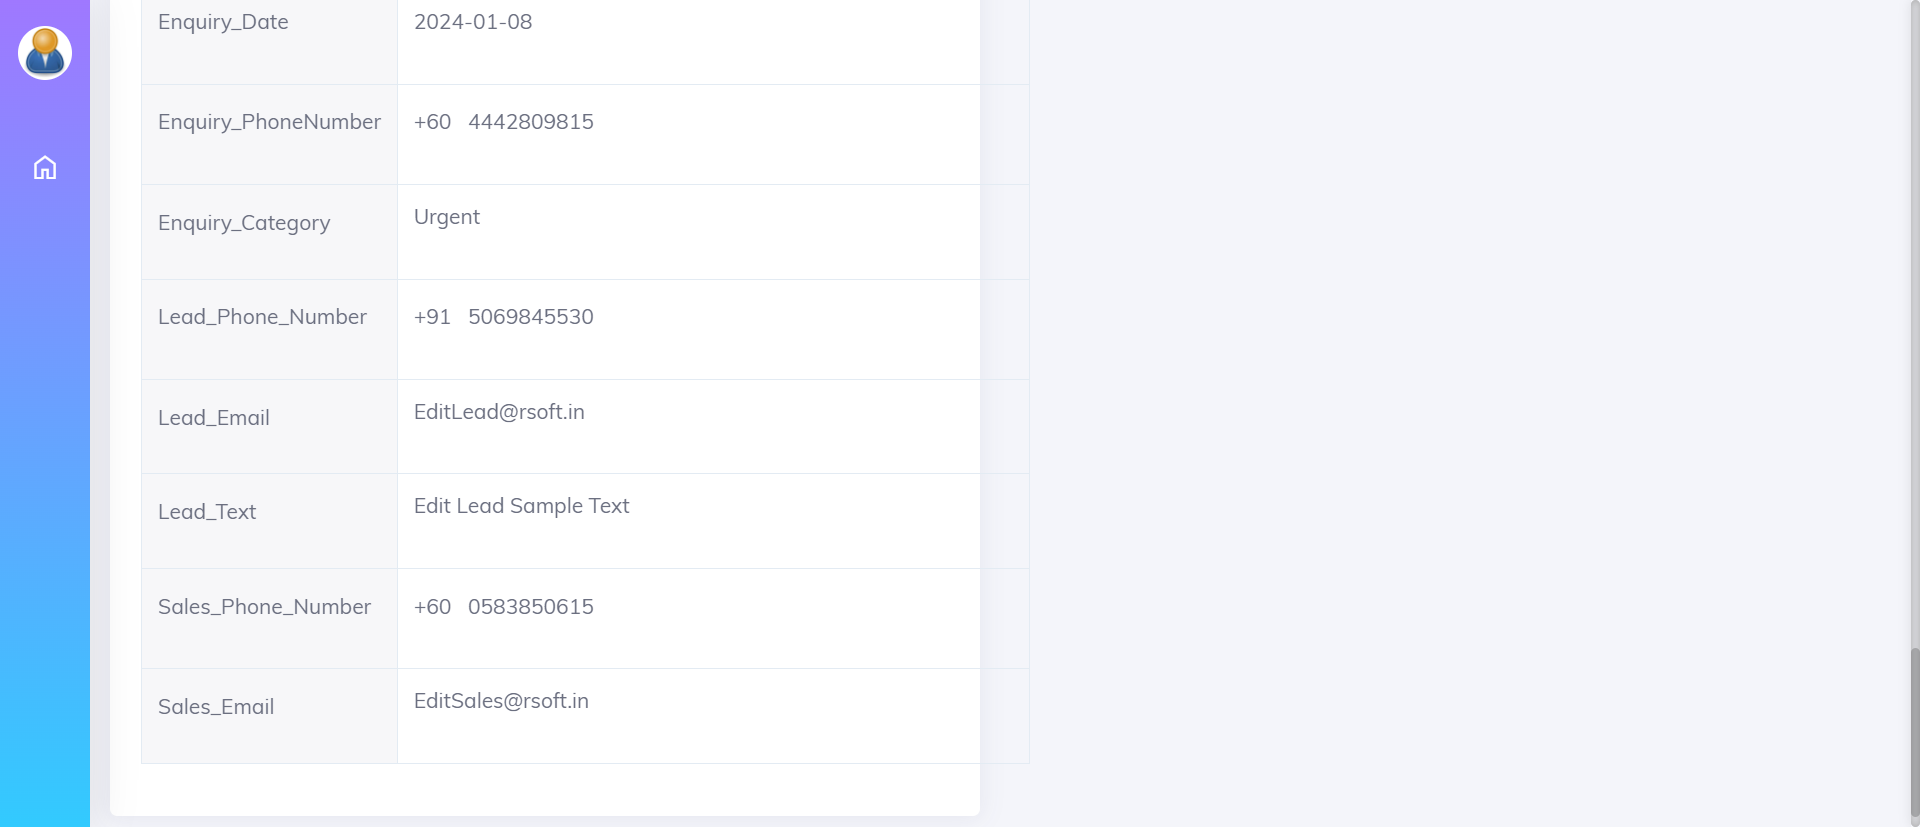 Enquiry_Date 2024-01-08
Enquiry_PhoneNumber +60 4442809815
Enquiry_Category Urgent
Lead_Phone_Number +91 5069845530
Lead_Email EditLead@rsoft.in
Lead_Text Edit Lead Sample Text
Sales_Phone_Number +60 0583850615
Sales_Email EditSales@rsoft.in